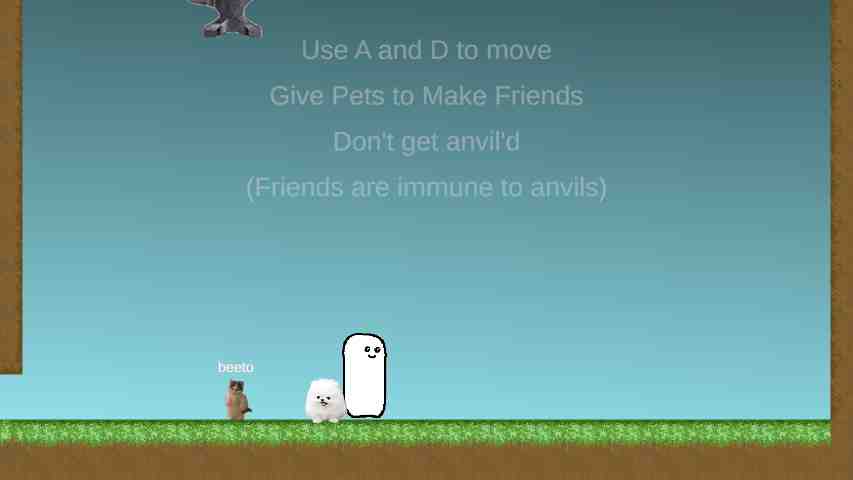 Use A and D to move
Give Pets to Make Friends
Don't get anvil'd
(Friends are immune to anvils)
beeto